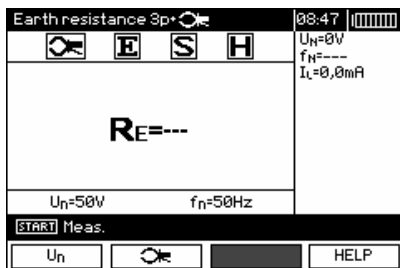 Earth resistance 3p+ 08:47
E S H
UN=0V
fN=---
IL=0,0mA
RE=---
Un=50V fn=50Hz
START Meas.
Un HELP